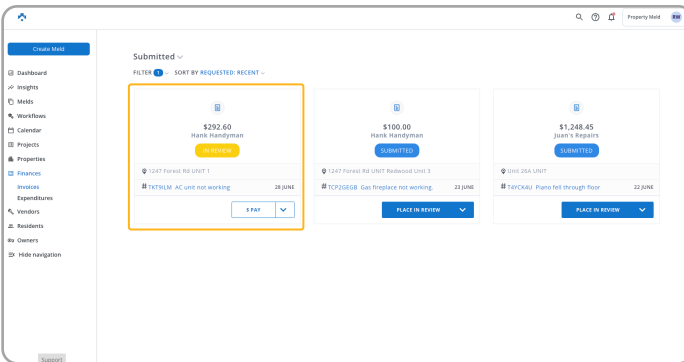 Property Meld RW
Create Meld
Dashboard
Insights
Melds
Workflows
Calendar
Projects
Properties
Finances
Invoices
Expenditures
Vendors
Residents
Owners
Hide navigation
Support
Submitted
FILTER 1 SORT BY REQUESTED: RECENT
$292.60
Hank Handyman
IN REVIEW
1247 Forest Rd UNIT 1
# TKT9ILM AC unit not working 28 JUNE
$ PAY
$100.00
Hank Handyman
SUBMITTED
1247 Forest Rd UNIT Redwood Unit 3
# TCP2GEGB Gas fireplace not working. 23 JUNE
PLACE IN REVIEW
$1,248.45
Juan's Repairs
SUBMITTED
Unit 26A UNIT
# T4YCK4U Piano fell through floor 22 JUNE
PLACE IN REVIEW